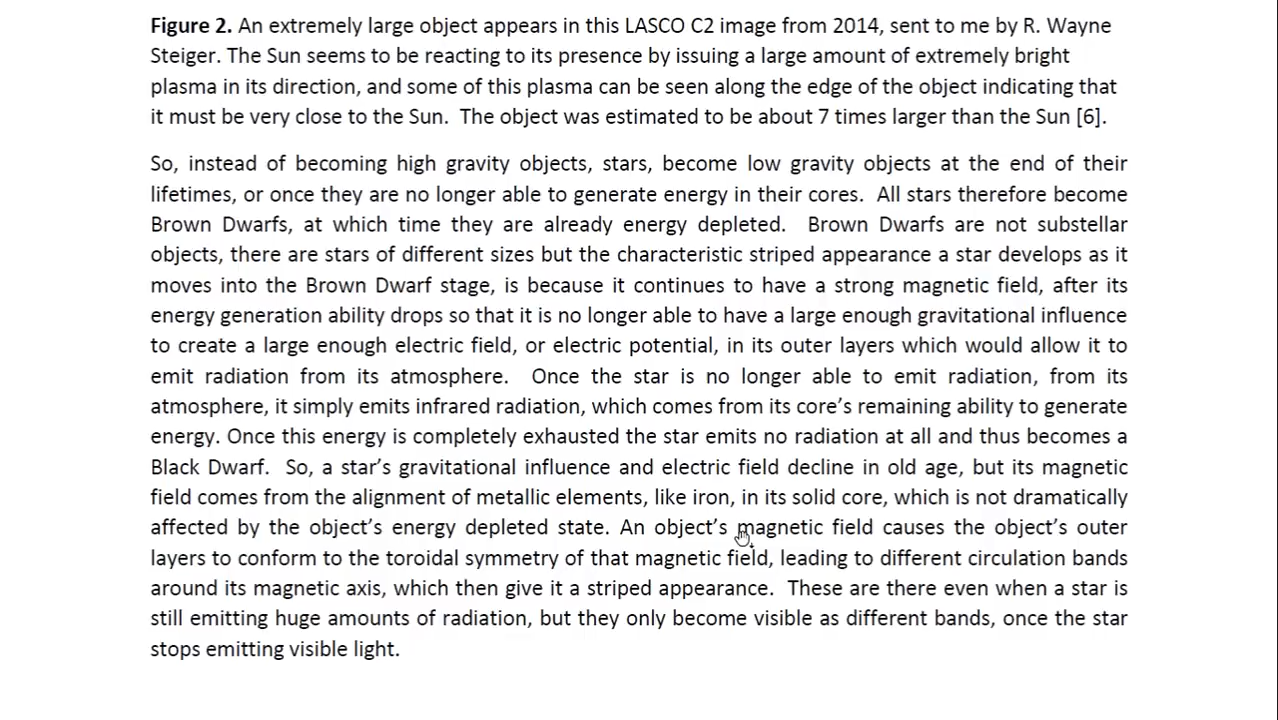 Figure 2. An extremely large object appears in this LASCO C2 image from 2014, sent to me by R. Wayne
Steiger. The Sun seems to be reacting to its presence by issuing a large amount of extremely bright
plasma in its direction, and some of this plasma can be seen along the edge of the object indicating that
it must be very close to the Sun.  The object was estimated to be about 7 times larger than the Sun [6].
So, instead of becoming high gravity objects, stars, become low gravity objects at the end of their
lifetimes, or once they are no longer able to generate energy in their cores.  All stars therefore become
Brown Dwarfs, at which time they are already energy depleted.  Brown Dwarfs are not substellar
objects, there are stars of different sizes but the characteristic striped appearance a star develops as it
moves into the Brown Dwarf stage, is because it continues to have a strong magnetic field, after its
energy generation ability drops so that it is no longer able to have a large enough gravitational influence
to create a large enough electric field, or electric potential, in its outer layers which would allow it to
emit radiation from its atmosphere.  Once the star is no longer able to emit radiation, from its
atmosphere, it simply emits infrared radiation, which comes from its core’s remaining ability to generate
energy. Once this energy is completely exhausted the star emits no radiation at all and thus becomes a
Black Dwarf.  So, a star’s gravitational influence and electric field decline in old age, but its magnetic
field comes from the alignment of metallic elements, like iron, in its solid core, which is not dramatically
affected by the object’s energy depleted state. An object’s magnetic field causes the object’s outer
layers to conform to the toroidal symmetry of that magnetic field, leading to different circulation bands
around its magnetic axis, which then give it a striped appearance.  These are there even when a star is
still emitting huge amounts of radiation, but they only become visible as different bands, once the star
stops emitting visible light.